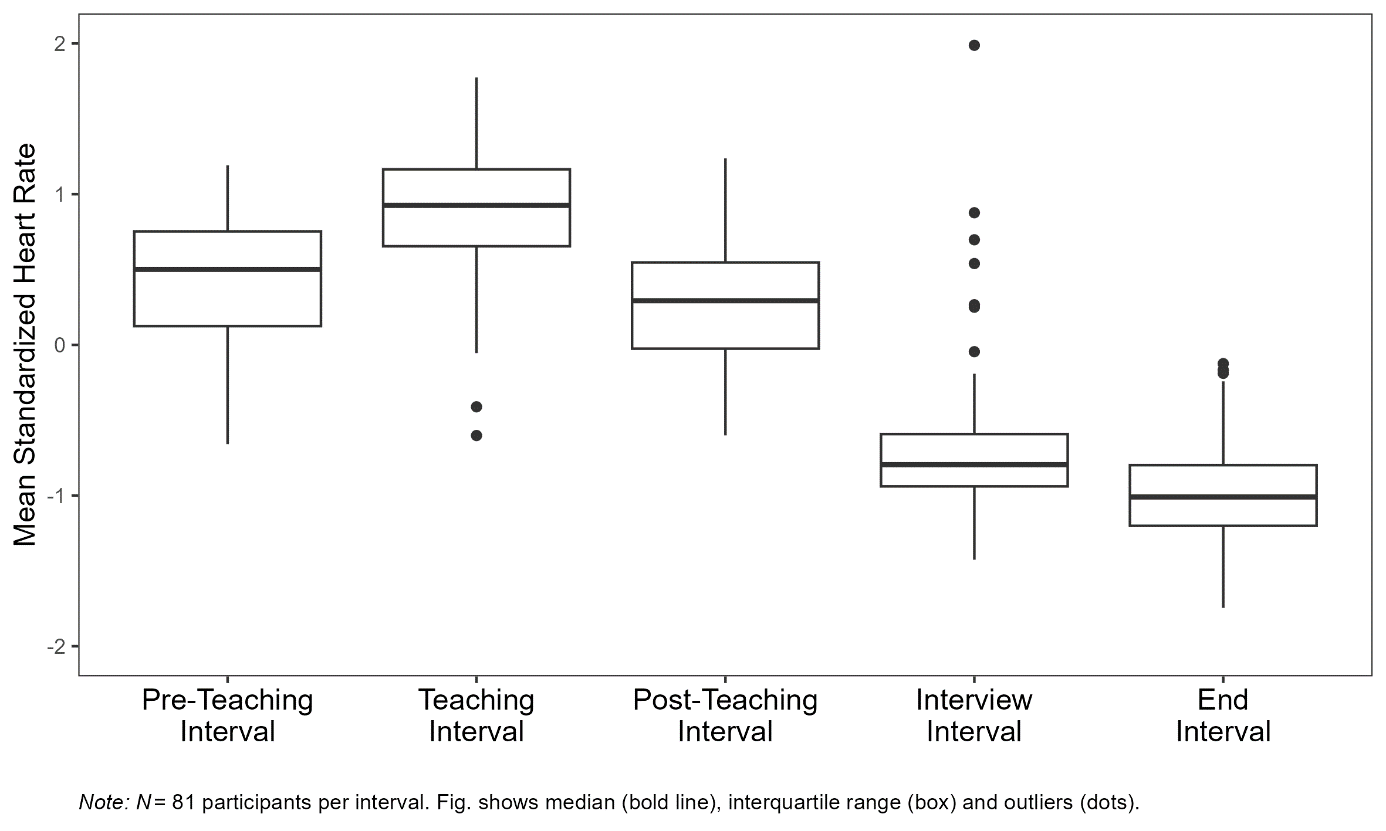 Mean Standardized Heart Rate
2
1
0
-1
-2
Pre-Teaching Interval
Teaching Interval
Post-Teaching Interval
Interview Interval
End Interval
Note: N = 81 participants per interval. Fig. shows median (bold line), interquartile range (box) and outliers (dots).